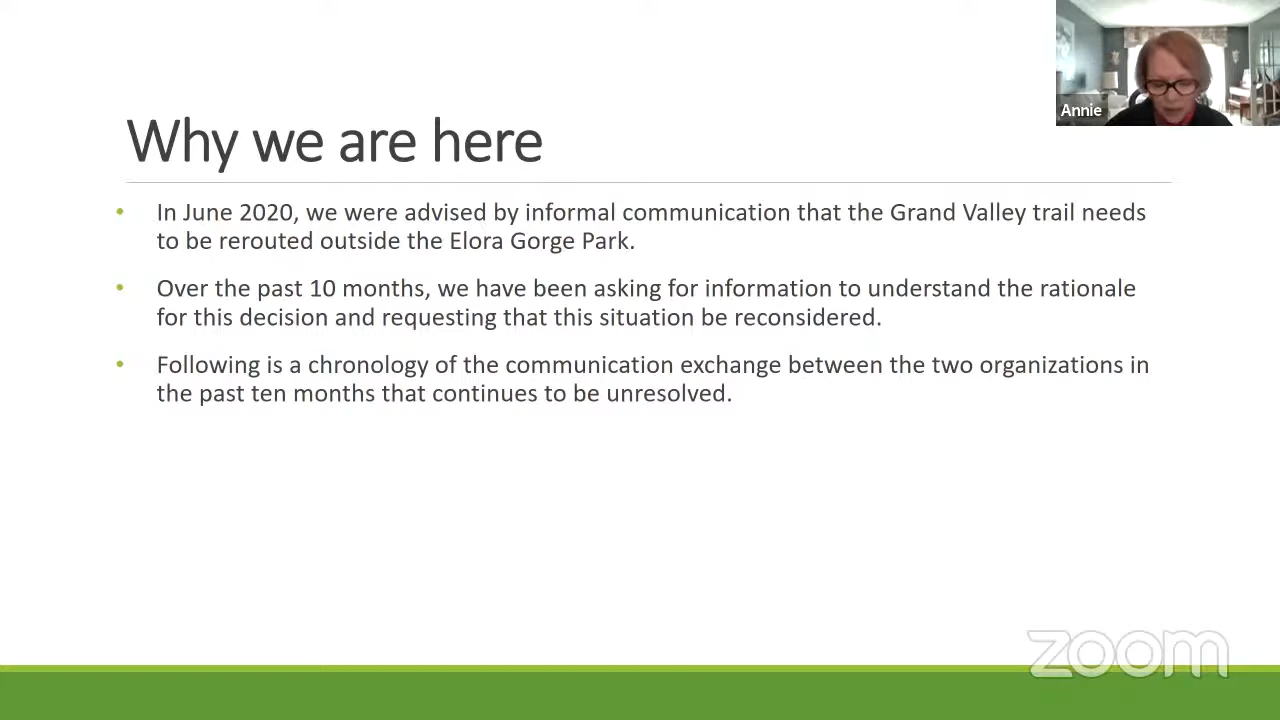 Annie
Why we are here
• In June 2020, we were advised by informal communication that the Grand Valley trail needs
to be rerouted outside the Elora Gorge Park.
• Over the past 10 months, we have been asking for information to understand the rationale
for this decision and requesting that this situation be reconsidered.
• Following is a chronology of the communication exchange between the two organizations in
the past ten months that continues to be unresolved.
zoom